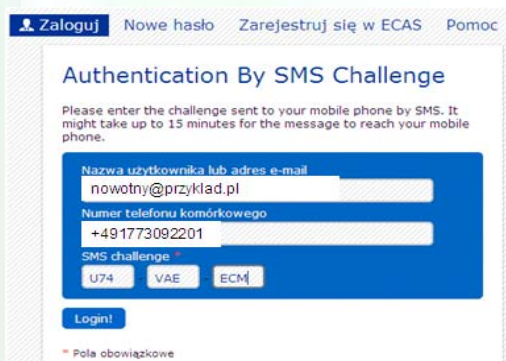 Zaloguj Nowe hasło Zarejestruj się w ECAS Pomoc
Authentication By SMS Challenge
Please enter the challenge sent to your mobile phone by SMS. It
might take up to 15 minutes for the message to reach your mobile
phone.
Nazwa użytkownika lub adres e-mail
nowotny@przyklad.pl
Numer telefonu komórkowego
+491773092201
SMS challenge *
U74 - VAE - ECM
Login!
* Pola obowiązkowe